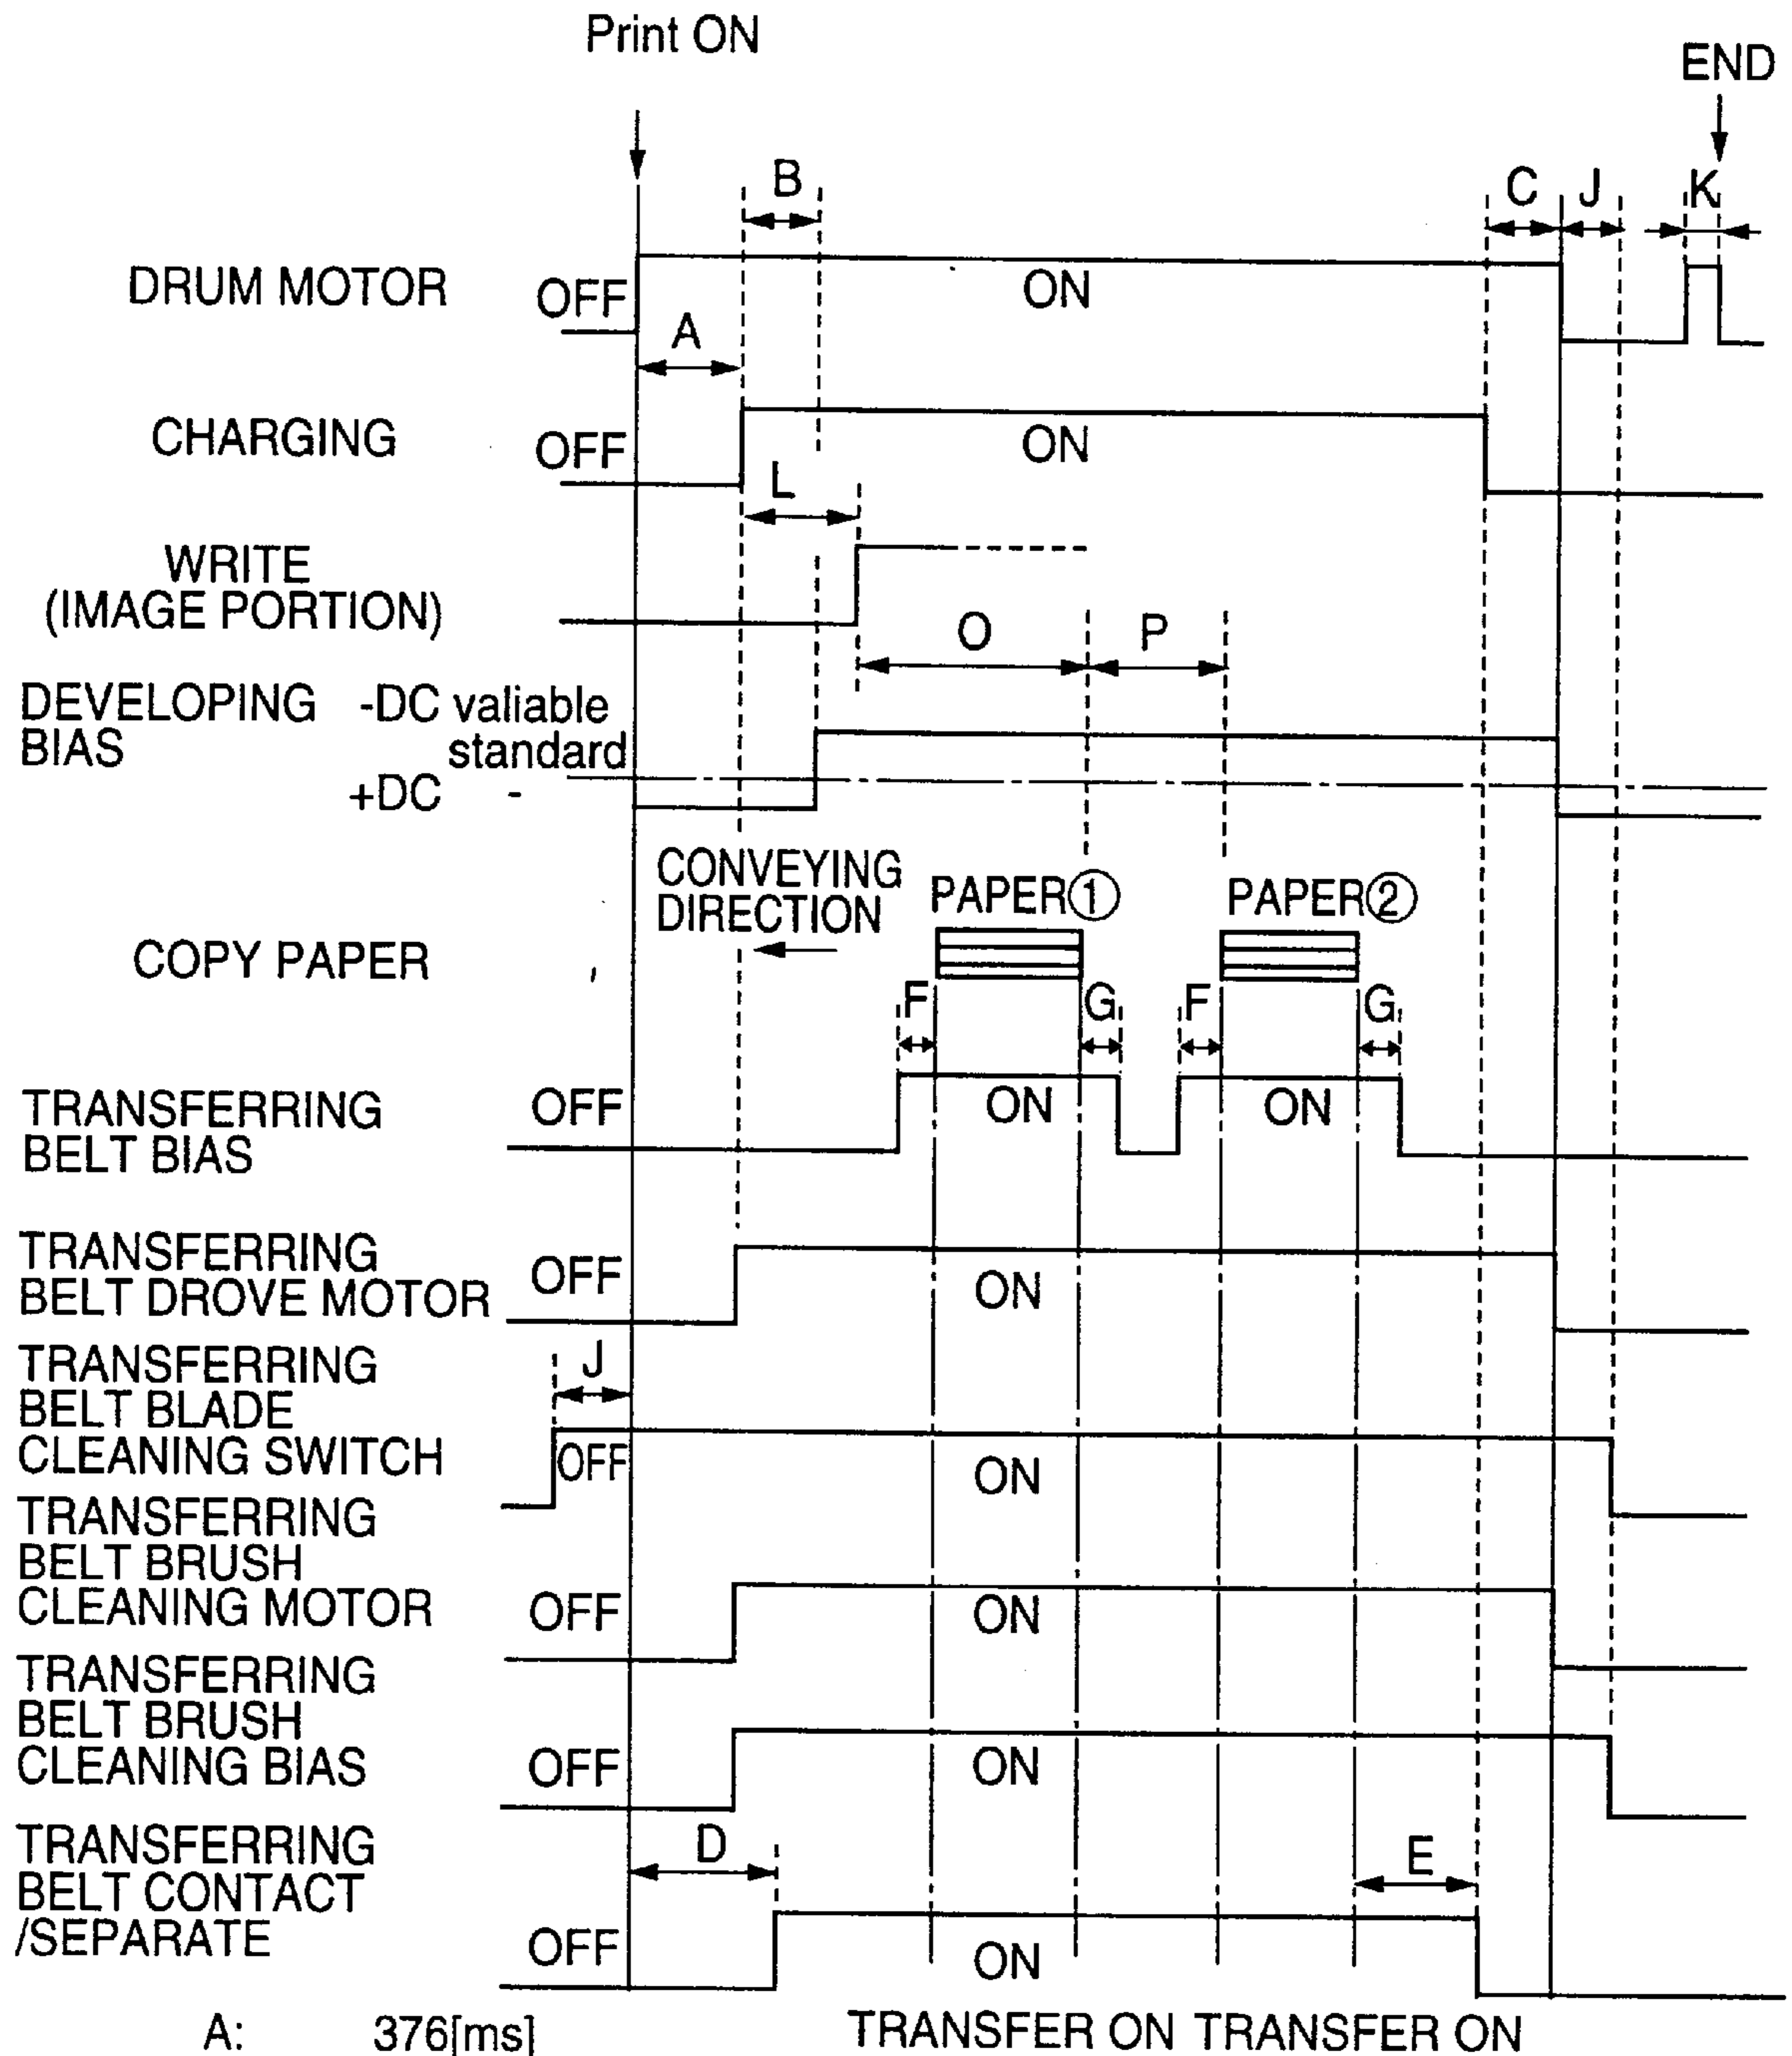 Print ON
END
B
C
J
K
DRUM MOTOR
OFF
ON
A
CHARGING
OFF
ON
L
WRITE
(IMAGE PORTION)
O
P
DEVELOPING -DC valiable
BIAS standard
+DC -
CONVEYING
DIRECTION
PAPER①
PAPER②
COPY PAPER
F
G
F
G
TRANSFERRING
BELT BIAS
OFF
ON
ON
TRANSFERRING
BELT DROVE MOTOR
OFF
ON
TRANSFERRING
BELT BLADE
CLEANING SWITCH
J
OFF
ON
TRANSFERRING
BELT BRUSH
CLEANING MOTOR
OFF
ON
TRANSFERRING
BELT BRUSH
CLEANING BIAS
OFF
ON
TRANSFERRING
BELT CONTACT
/SEPARATE
D
E
OFF
ON
A: 376[ms]
TRANSFER ON TRANSFER ON